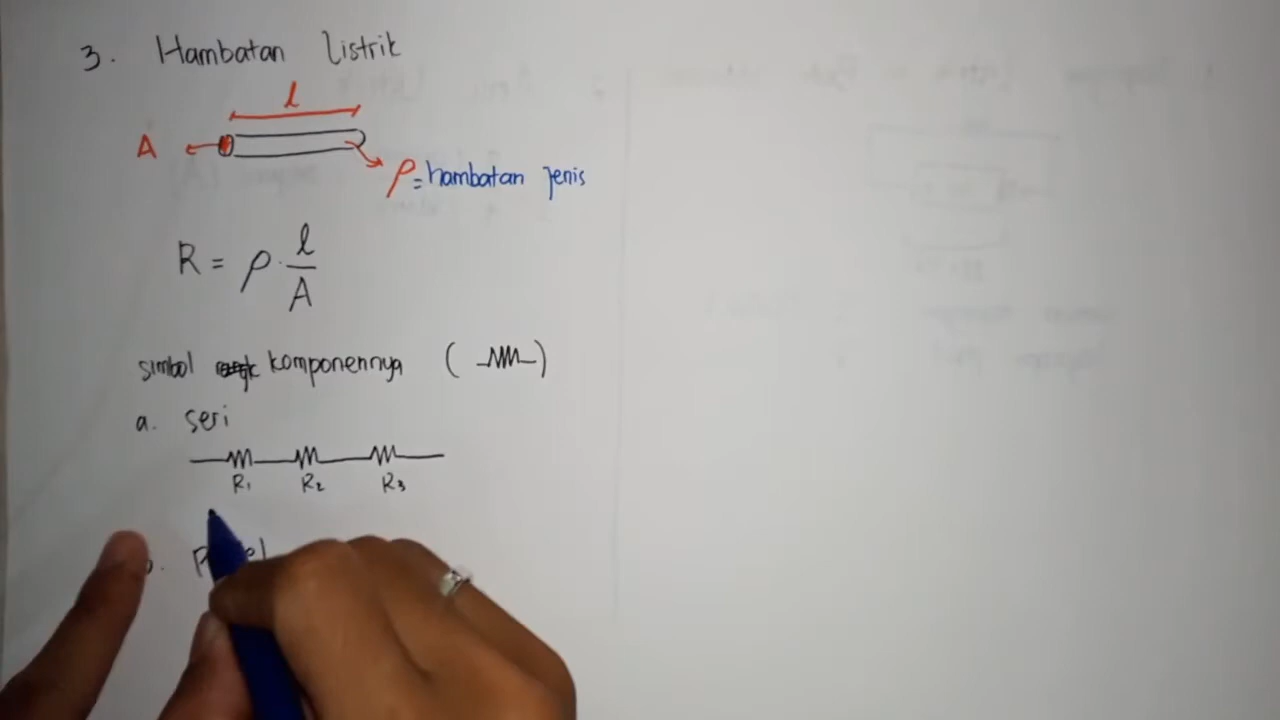 3. Hambatan Listrik
l
A
ρ = hambatan jenis
R = ρ · l / A
simbol komponennya ( )
a. seri
R₁ R₂ R₃